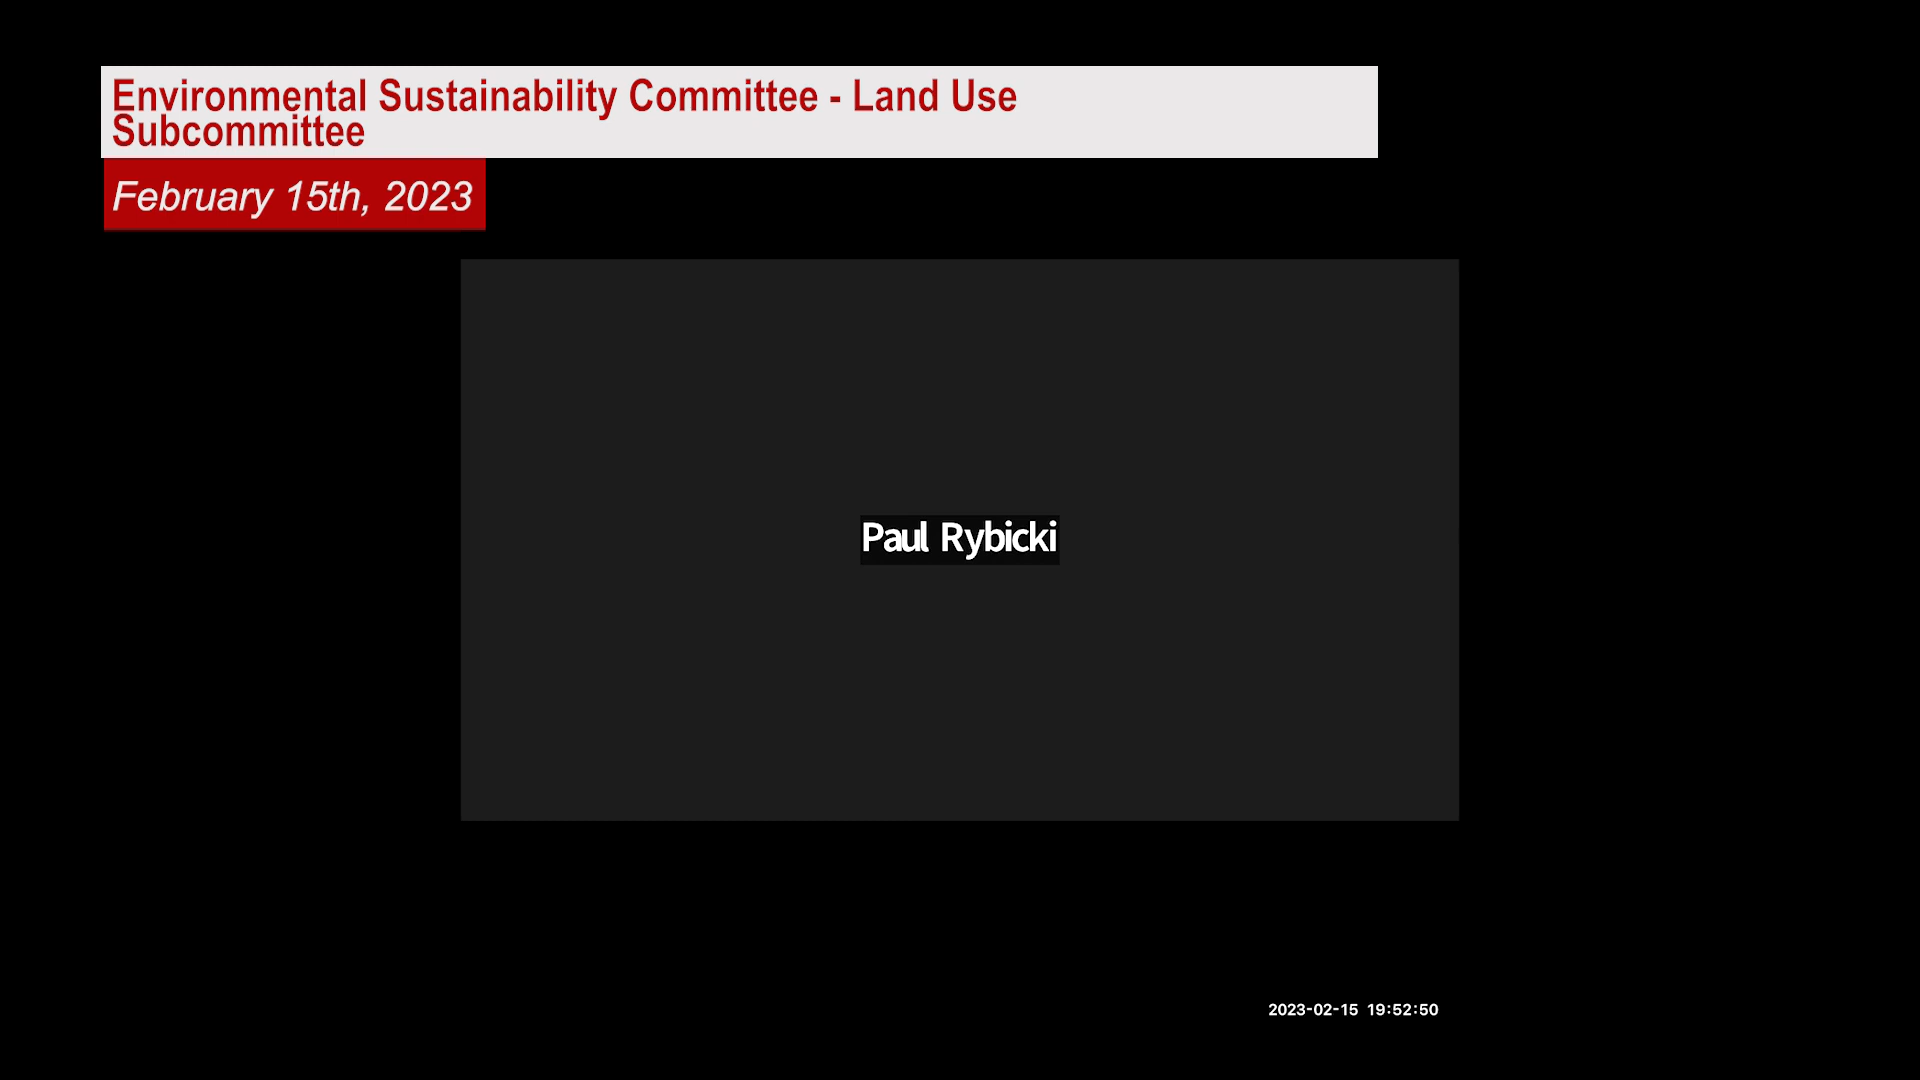 Environmental Sustainability Committee - Land Use
Subcommittee
February 15th, 2023
Paul Rybicki
2023-02-15 19:52:50